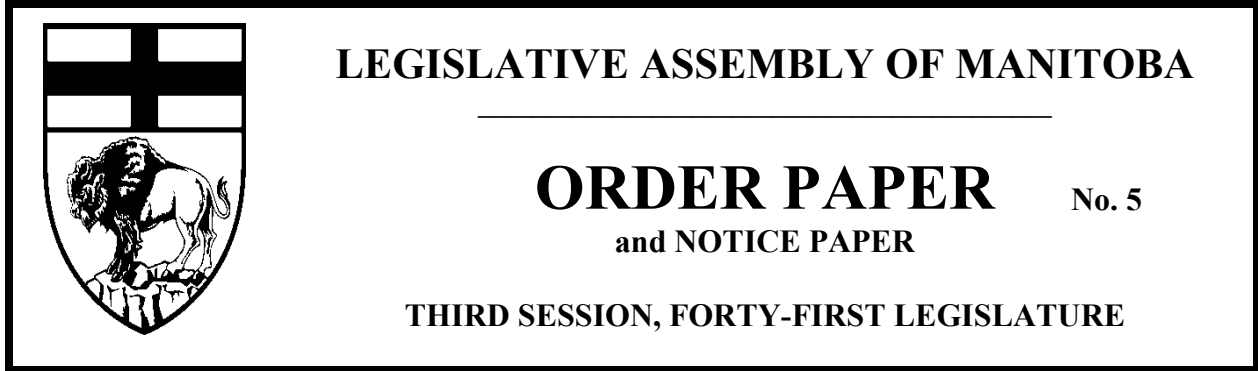 LEGISLATIVE ASSEMBLY OF MANITOBA
ORDER PAPER No. 5
and NOTICE PAPER
THIRD SESSION, FORTY-FIRST LEGISLATURE